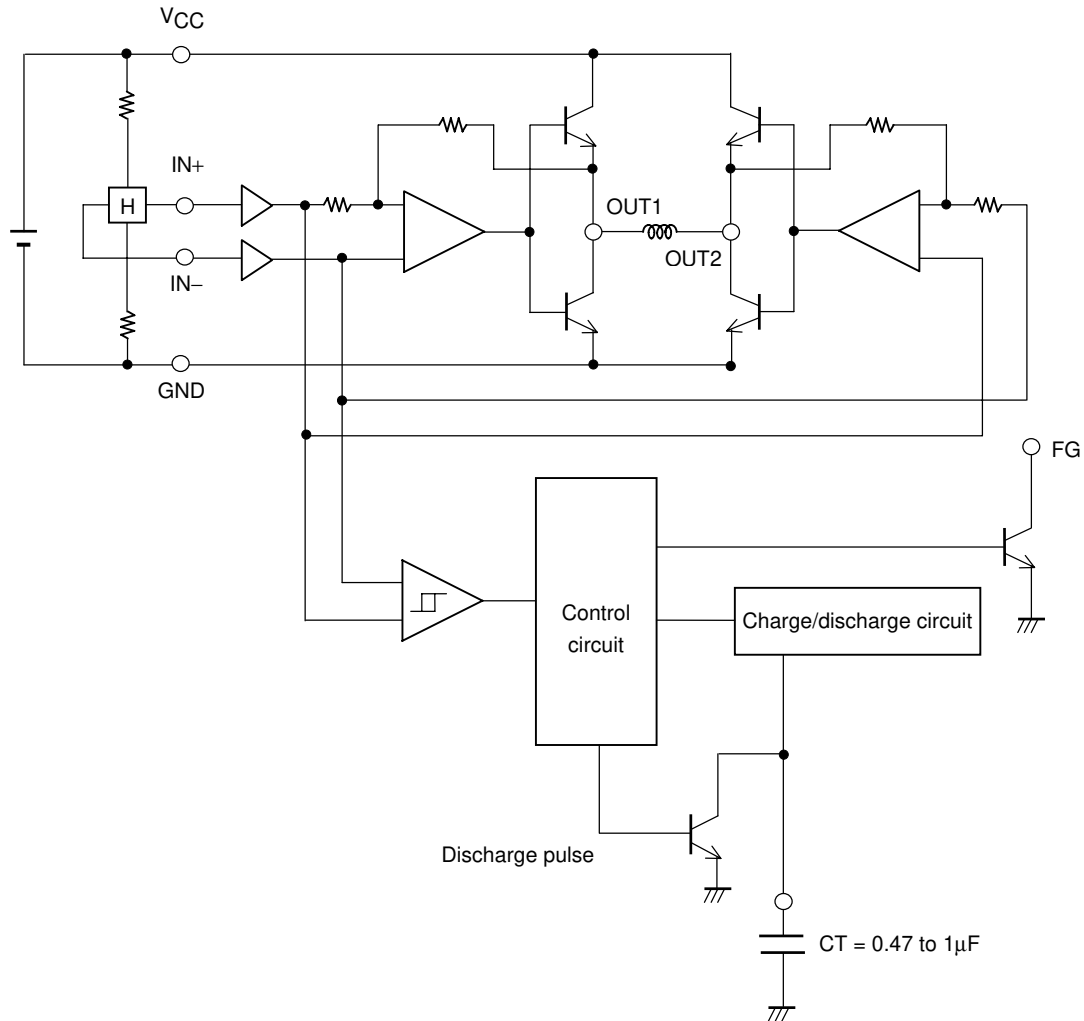 VCC
IN+
H
OUT1
OUT2
IN−
GND
FG
Control
circuit
Charge/discharge circuit
Discharge pulse
CT = 0.47 to 1μF